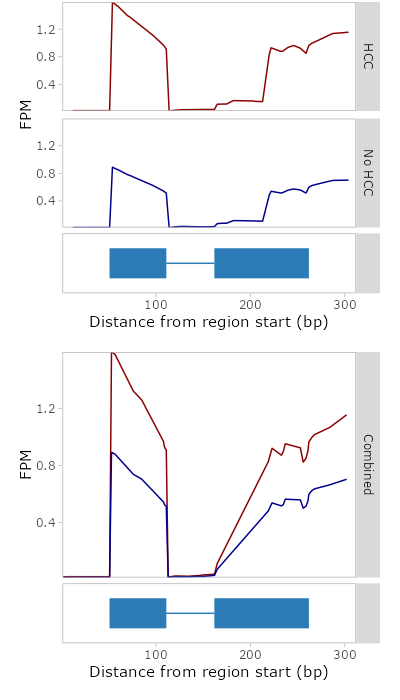 1.2
0.8
0.4
HCC
FPM
1.2
0.8
0.4
No HCC
100 200 300
Distance from region start (bp)
1.2
0.8
0.4
FPM
Combined
100 200 300
Distance from region start (bp)